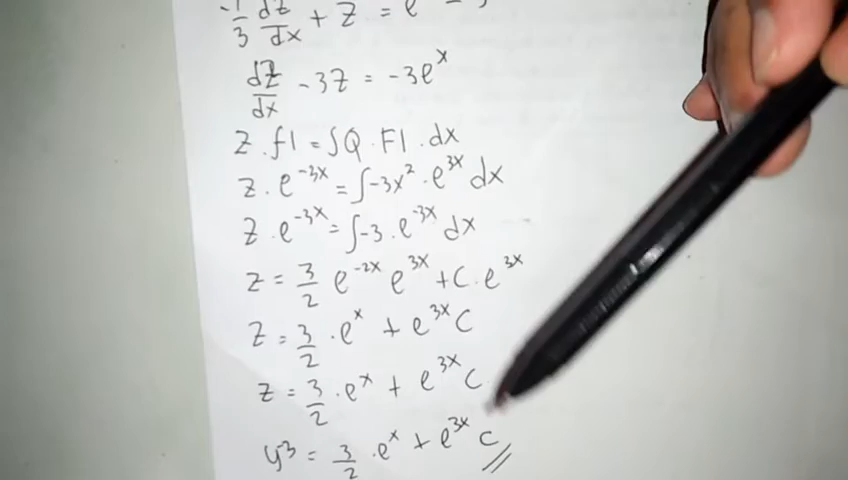 -1/3 dz/dx + z = e
dz/dx - 3z = -3e^x
z . f1 = ∫Q . F1 . dx
z . e^-3x = ∫-3x^2 . e^3x dx
z . e^-3x = ∫-3 . e^-3x dx
z = 3/2 e^-2x e^3x + C . e^3x
z = 3/2 . e^x + e^3x C
z = 3/2 . e^x + e^3x C
y^3 = 3/2 . e^x + e^3x C //